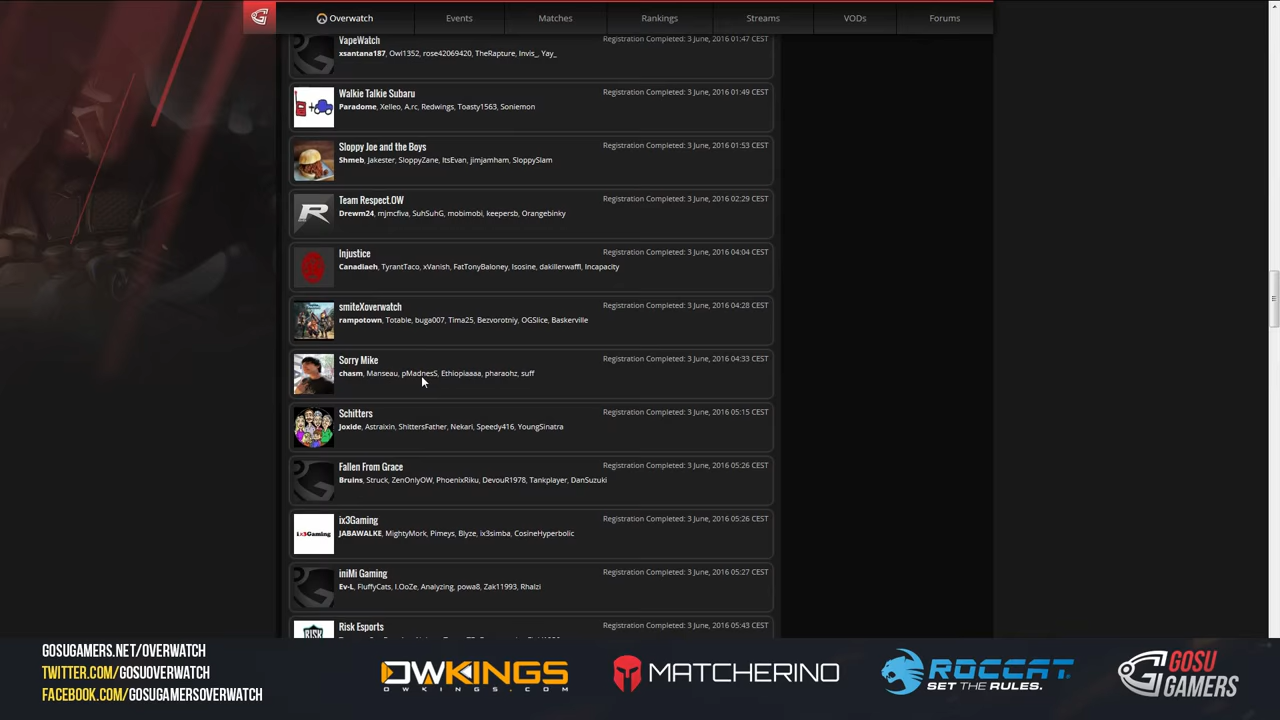 Overwatch
Events
Matches
Rankings
Streams
VODs
Forums
VapeWatch
Registration Completed: 3 June, 2016 01:47 CEST
xsantana187, Owl1352, rose42069420, TheRapture, Invis_, Yay_
Walkie Talkie Subaru
Registration Completed: 3 June, 2016 01:49 CEST
Paradome, Xelleo, A.rc, Redwings, Toasty1563, Soniemon
Sloppy Joe and the Boys
Registration Completed: 3 June, 2016 01:53 CEST
Shmeb, Jakester, SloppyZane, ItsEvan, jimjamham, SloppySlam
Team Respect.OW
Registration Completed: 3 June, 2016 02:29 CEST
Drewm24, mjmcfiva, SuhSuhG, mobimobi, keepersb, Orangebinky
Injustice
Registration Completed: 3 June, 2016 04:04 CEST
Canadiaeh, TyrantTaco, xVanish, FatTonyBaloney, Isosine, dakillerwaffl, Incapacity
smiteXoverwatch
Registration Completed: 3 June, 2016 04:28 CEST
rampotown, Totable, buga007, Tima25, Bezvorotniy, OGSlice, Baskerville
Sorry Mike
Registration Completed: 3 June, 2016 04:33 CEST
chasm, Manseau, pMadnesS, Ethiopiaaaa, pharaohz, suff
Schitters
Registration Completed: 3 June, 2016 05:15 CEST
Joxide, Astraixin, ShittersFather, Nekari, Speedy416, YoungSinatra
Fallen From Grace
Registration Completed: 3 June, 2016 05:26 CEST
Bruins, Struck, ZenOnlyOW, PhoenixRiku, DevouR1978, Tankplayer, DanSuzuki
ix3Gaming
Registration Completed: 3 June, 2016 05:26 CEST
ix3Gaming
JABAWALKE, MightyMork, Pimeys, Blyze, ix3simba, CosineHyperbolic
iniMi Gaming
Registration Completed: 3 June, 2016 05:27 CEST
Ev-L, FluffyCats, I.OoZe, Analyzing, powa8, Zak11993, Rhalzi
Risk Esports
Registration Completed: 3 June, 2016 05:43 CEST
RISK
GOSUGAMERS.NET/OVERWATCH
TWITTER.COM/GOSUOVERWATCH
FACEBOOK.COM/GOSUGAMERSOVERWATCH
OWKINGS
OWKINGS.COM
MATCHERINO
ROCCAT
SET THE RULES.
GOSU
GAMERS